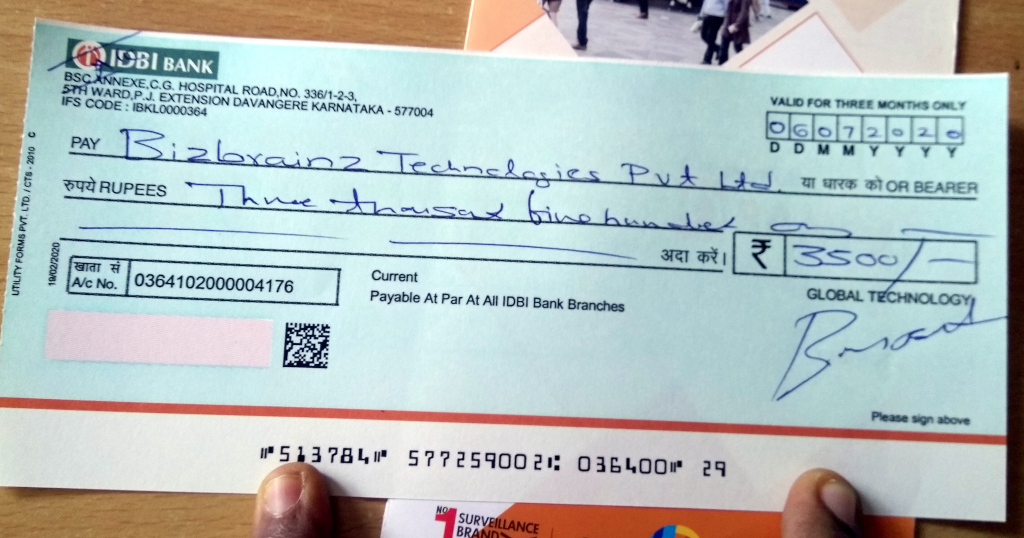 IDBI BANK
BSC ANNEXE,C.G. HOSPITAL ROAD,NO. 336/1-2-3,
5TH WARD,P.J. EXTENSION DAVANGERE KARNATAKA - 577004
IFS CODE : IBKL0000364
VALID FOR THREE MONTHS ONLY
0 6 0 7 2 0 2 0
D D M M Y Y Y Y
PAY Bizbrainz Technologies Pvt Ltd. या धारक को OR BEARER
रुपये RUPEES Three thousand five hundred
अदा करें। ₹ 3500/-
खाता सं
A/c No. 0364102000004176
Current
Payable At Par At All IDBI Bank Branches
GLOBAL TECHNOLOGY
Please sign above
⑈513784⑈ 577259002⑆ 036400⑈ 29
UTILITY FORMS PVT. LTD. / CTS - 2010 C
19/02/2020
NO.
1 SURVEILLANCE
BRAND